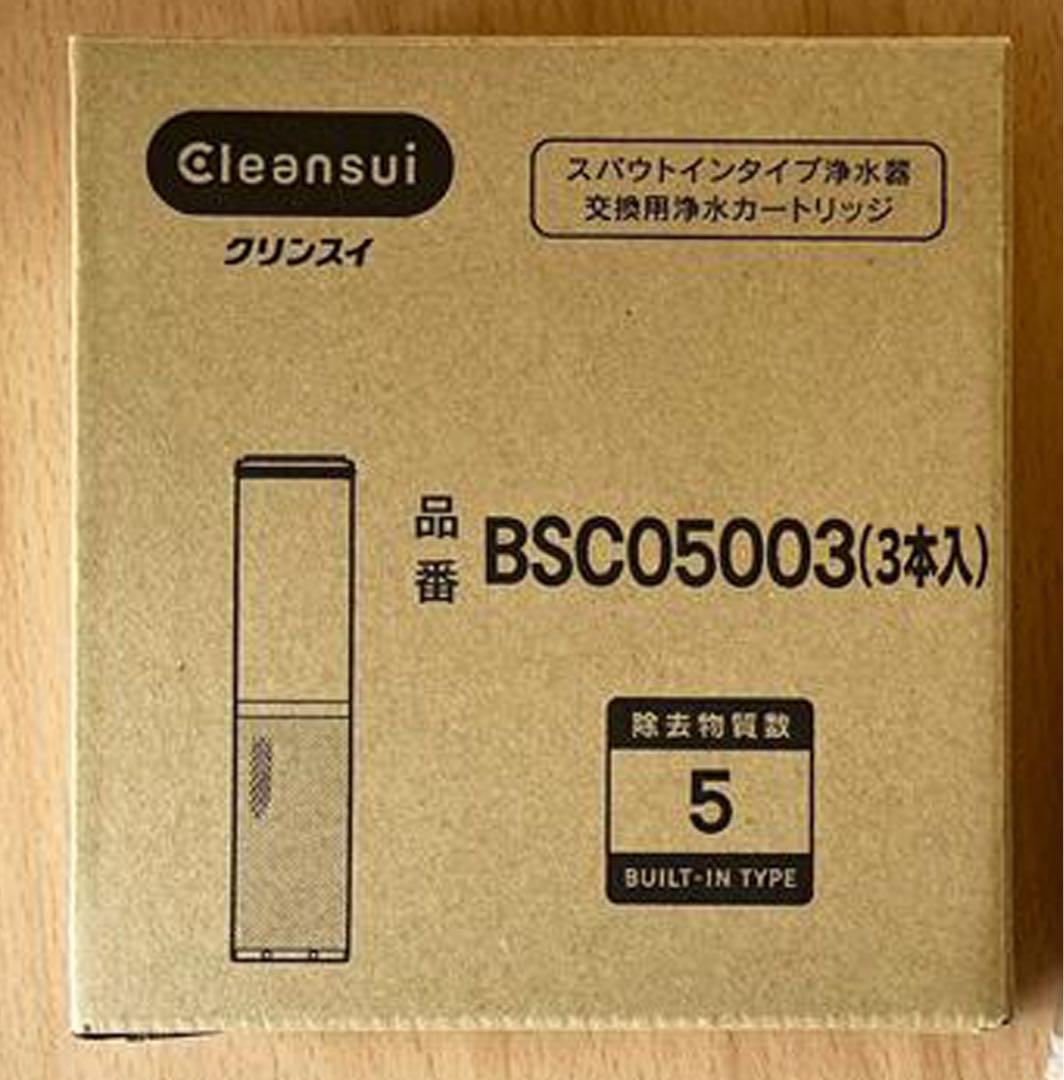 Cleansui
クリンスイ
スパウトインタイプ浄水器
交換用浄水カートリッジ
品番 BSC05003(3本入)
除去物質数
5
BUILT-IN TYPE